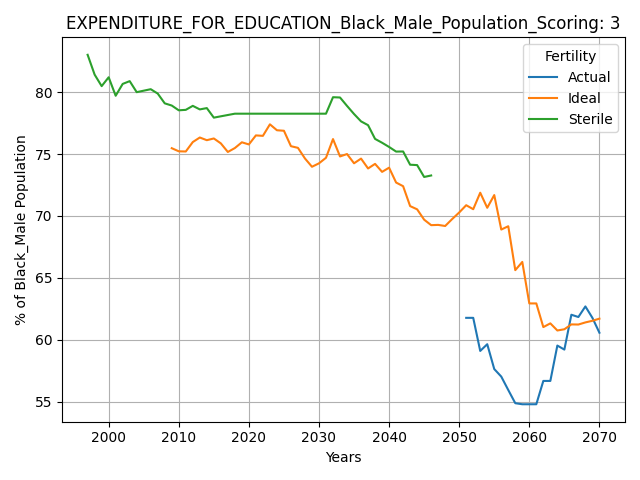 EXPENDITURE_FOR_EDUCATION_Black_Male_Population_Scoring: 3
Fertility
Actual
Ideal
Sterile
% of Black_Male Population
80
75
70
65
60
55
2000
2010
2020
2030
2040
2050
2060
2070
Years